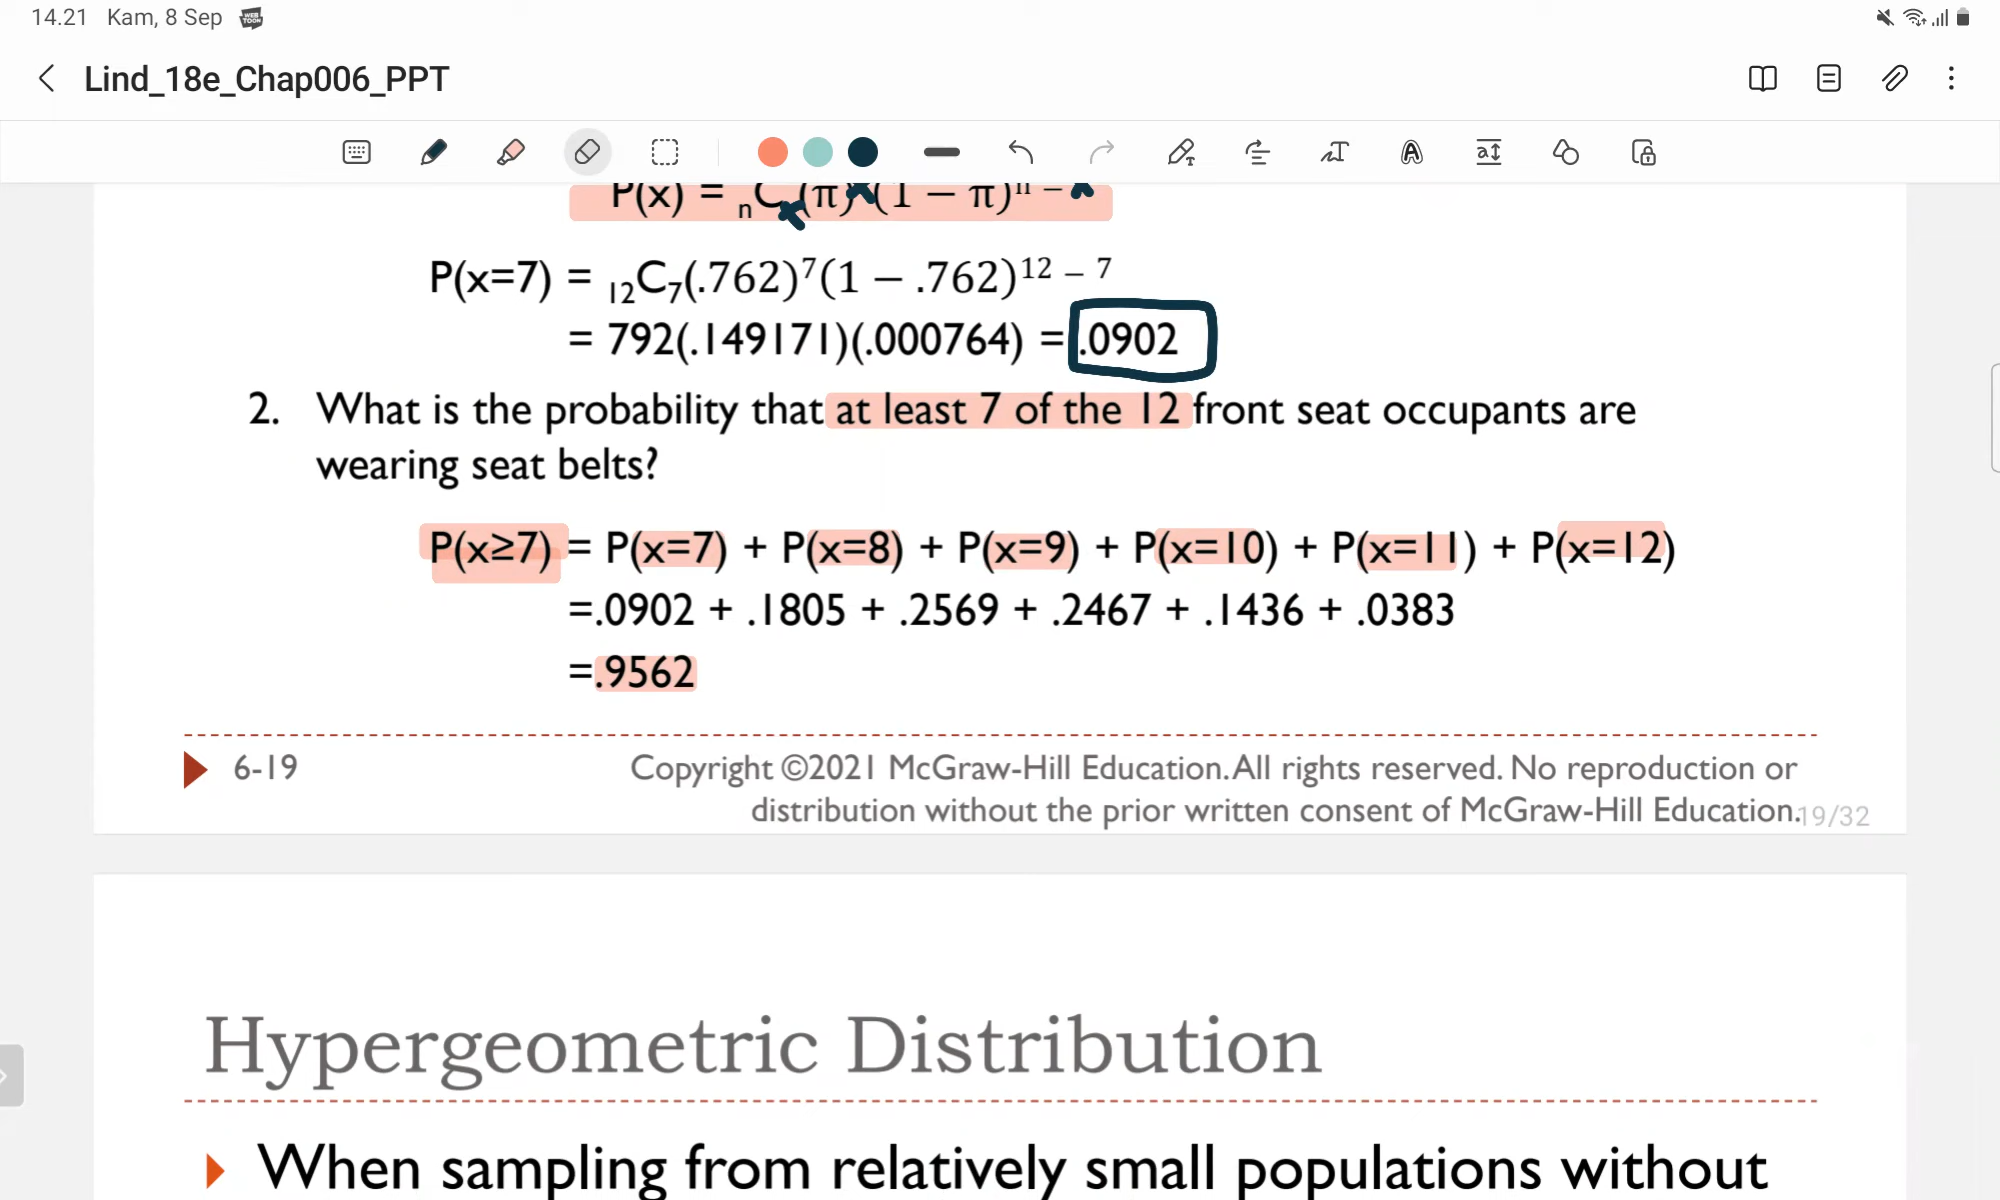 14.21 Kam, 8 Sep WEB TOON
Lind_18e_Chap006_PPT
P(x) = nCx(π)x(1 − π)n − x
P(x=7) = 12C7(.762)7(1 − .762)12 − 7
= 792(.149171)(.000764) = .0902
2. What is the probability that at least 7 of the 12 front seat occupants are
wearing seat belts?
P(x≥7) = P(x=7) + P(x=8) + P(x=9) + P(x=10) + P(x=11) + P(x=12)
=.0902 + .1805 + .2569 + .2467 + .1436 + .0383
=.9562
6-19
Copyright ©2021 McGraw-Hill Education. All rights reserved. No reproduction or
distribution without the prior written consent of McGraw-Hill Education.
19/32
Hypergeometric Distribution
When sampling from relatively small populations without